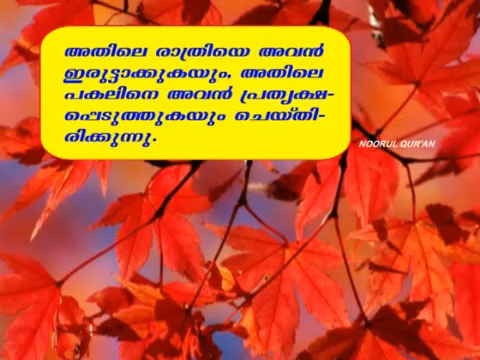 അതിലെ രാത്രിയെ അവൻ
ഇരുട്ടാക്കുകയും, അതിലെ
പകലിനെ അവൻ പ്രത്യക്ഷ-
പ്പെടുത്തുകയും ചെയ്തി-
രിക്കുന്നു.
NOORUL QUR'AN